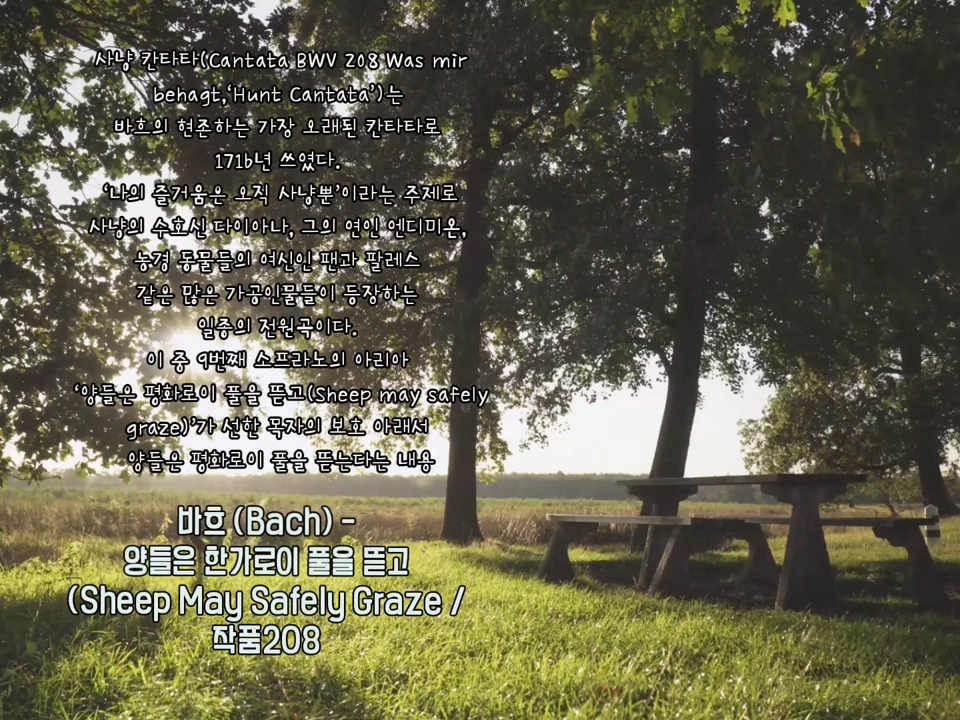 사냥 칸타타(Cantata BWV 208 Was mir
behagt,‘Hunt Cantata’)는
바흐의 현존하는 가장 오래된 칸타타로
1716년 쓰였다.
‘나의 즐거움은 오직 사냥뿐’이라는 주제로
사냥의 수호신 다이아나, 그의 연인 엔디미온,
농경 동물들의 여신인 팬과 팔레스
같은 많은 가공인물들이 등장하는
일종의 전원곡이다.
이 중 9번째 소프라노의 아리아
‘양들은 평화로이 풀을 뜯고(Sheep may safely
graze)’가 선한 목자의 보호 아래서
양들은 평화로이 풀을 뜯는다는 내용
바흐 (Bach) -
양들은 한가로이 풀을 뜯고
(Sheep May Safely Graze /
작품208